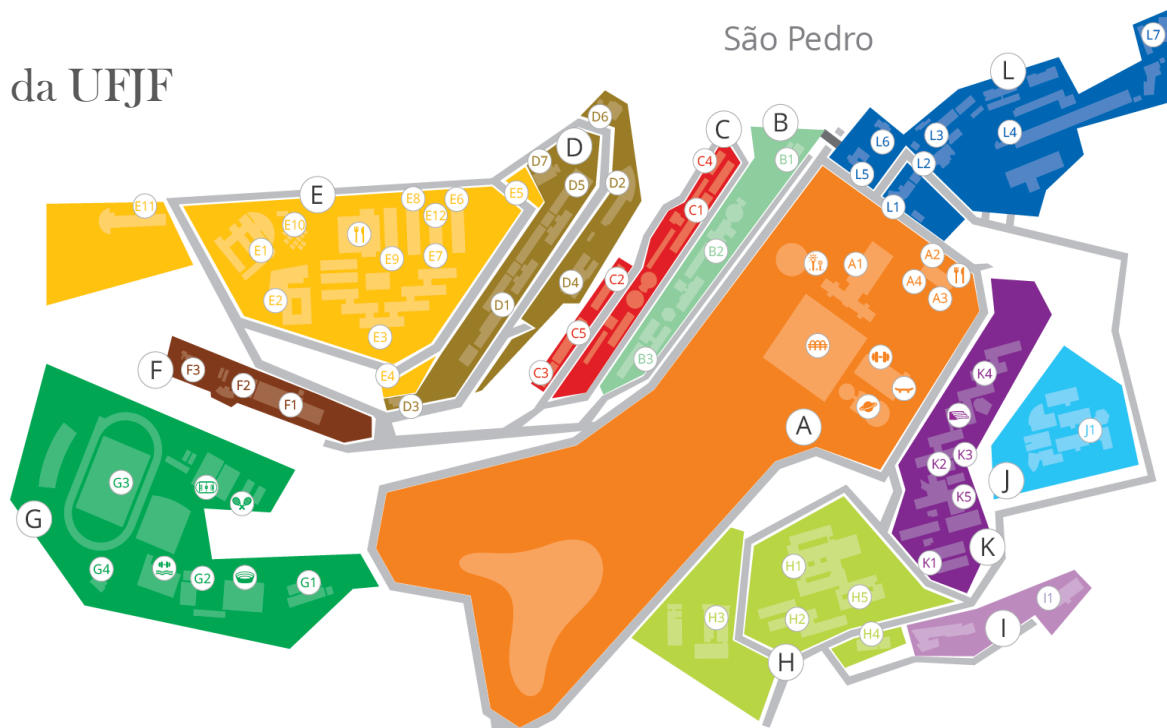 São Pedro
da UFJF
L7
L
L6
L3
L4
L2
L5
L1
D6
D
D7
D5
D2
D4
D1
D3
C
C4
C1
C2
C5
C3
B
B1
B2
B3
E
E11
E5
E8
E6
E12
E10
E1
E9
E7
E2
E3
E4
F
F3
F2
F1
A1
A2
A4
A3
A
K4
K3
K2
K5
K1
K
J1
J
G3
G
G4
G2
G1
H1
H5
H2
H3
H4
H
I1
I